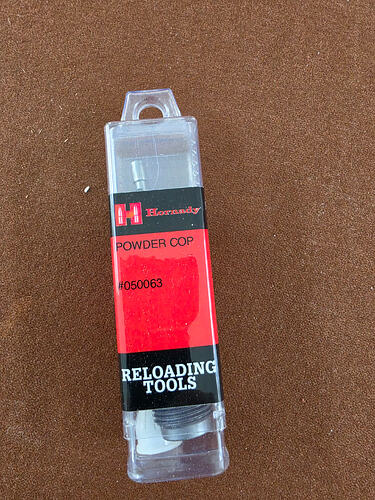 H Hornady
POWDER COP
#050063
RELOADING
TOOLS